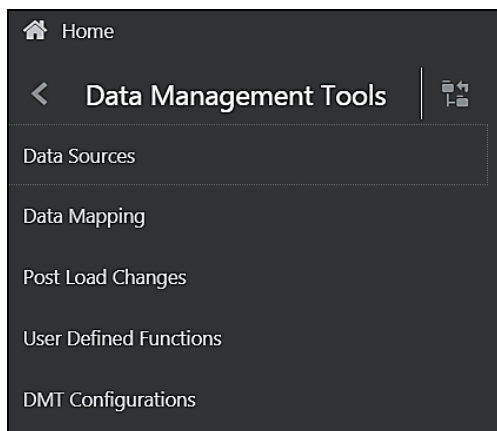 Home
Data Management Tools
Data Sources
Data Mapping
Post Load Changes
User Defined Functions
DMT Configurations